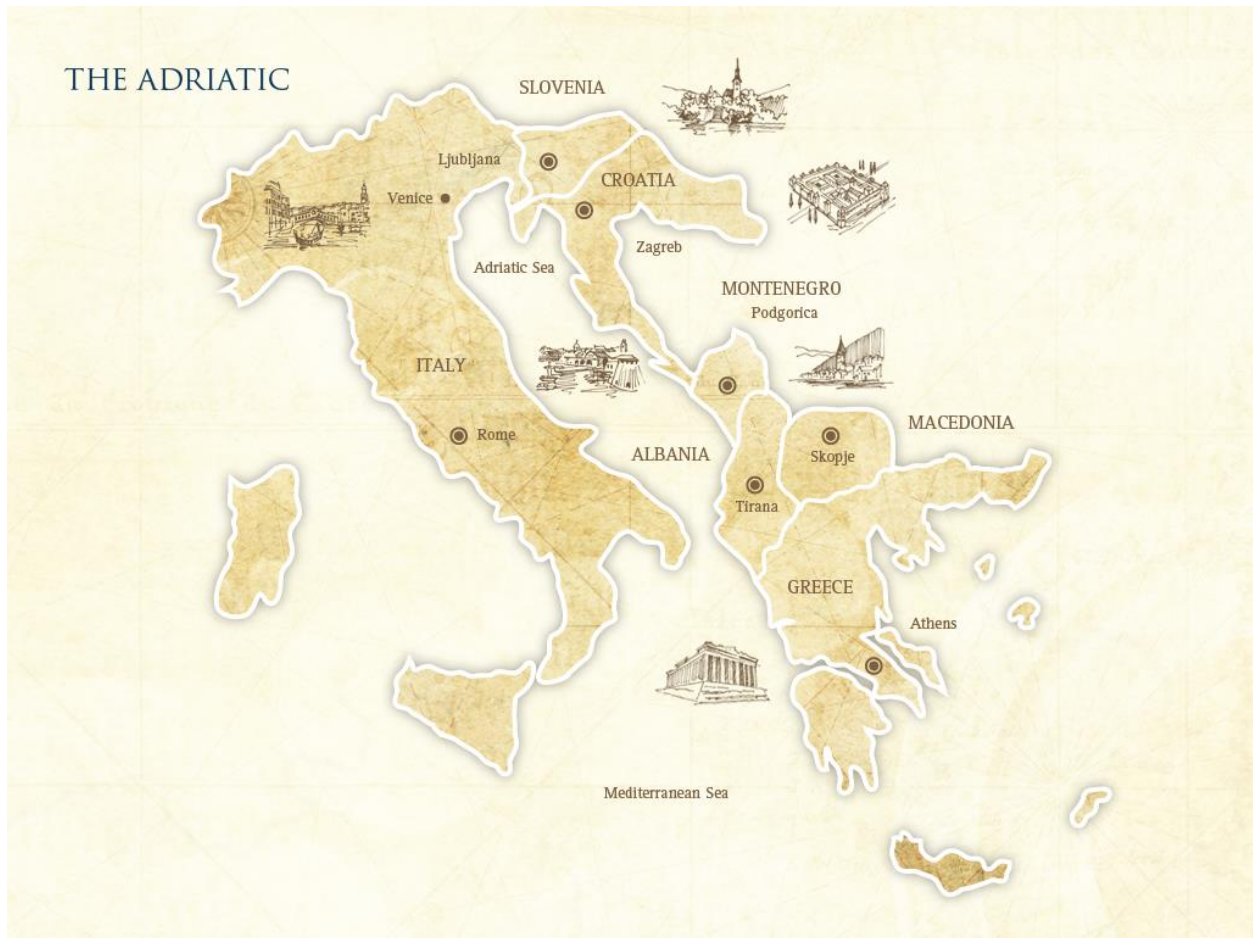 THE ADRIATIC
SLOVENIA
Ljubljana
CROATIA
Venice
Zagreb
Adriatic Sea
MONTENEGRO
Podgorica
ITALY
MACEDONIA
Rome
ALBANIA
Skopje
Tirana
GREECE
Athens
Mediterranean Sea